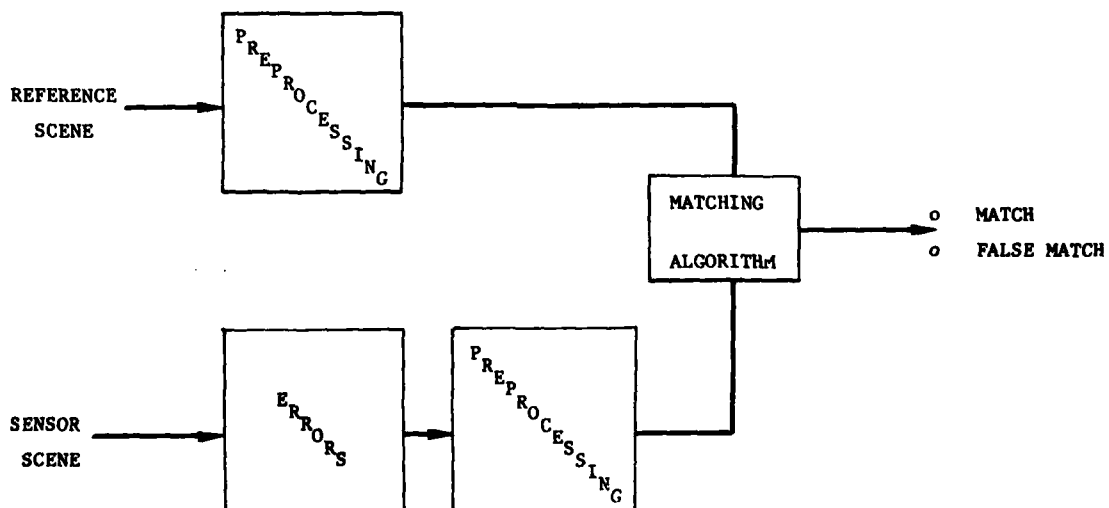 PREPROCESSING
REFERENCE
SCENE
MATCHING
ALGORITHM
o MATCH
o FALSE MATCH
ERRORS
PREPROCESSING
SENSOR
SCENE